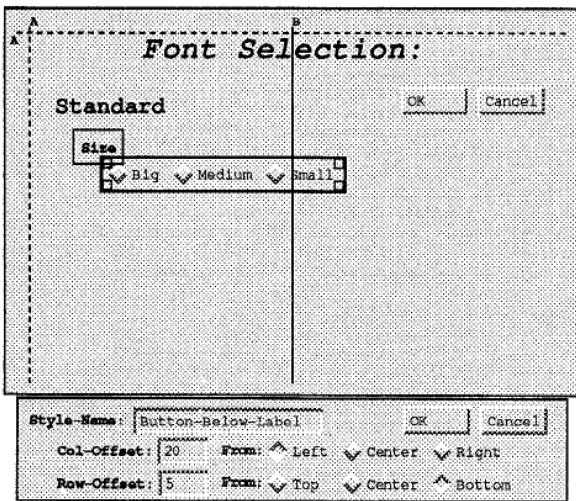 A B
A
Font Selection:
Standard
OK Cancel
Size
Big Medium Small
Style-Name: Button-Below-Label OK Cancel
Col-Offset: 20 From: Left Center Right
Row-Offset: 5 From: Top Center Bottom